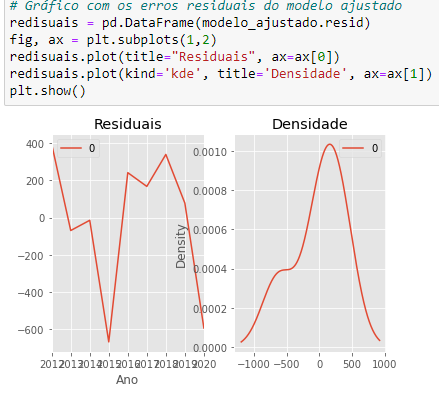 # Gráfico com os erros residuais do modelo ajustado
redisuais = pd.DataFrame(modelo_ajustado.resid)
fig, ax = plt.subplots(1,2)
redisuais.plot(title="Residuais", ax=ax[0])
redisuais.plot(kind='kde', title='Densidade', ax=ax[1])
plt.show()
Residuais
0
400
200
0
−200
−400
−600
2012 2013 2014 2015 2016 2017 2018 2019 2020
Ano
Densidade
0
Density
0.0010
0.0008
0.0006
0.0004
0.0002
0.0000
−1000 −500 0 500 1000